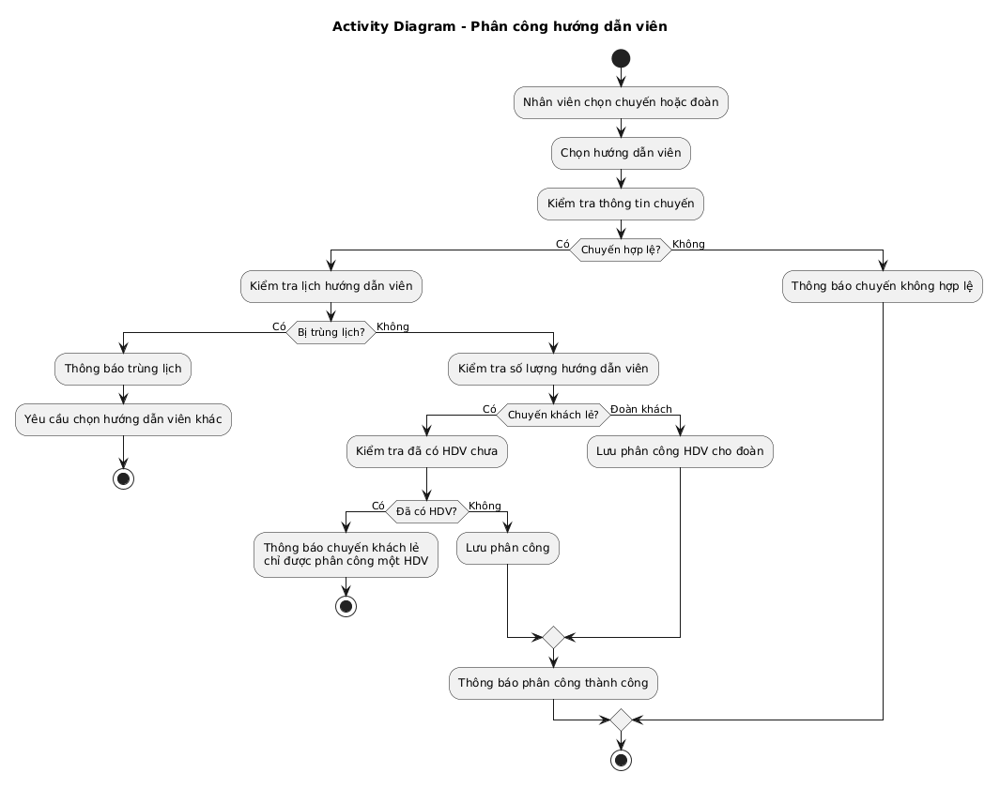 Activity Diagram - Phân công hướng dẫn viên
Nhân viên chọn chuyến hoặc đoàn
Chọn hướng dẫn viên
Kiểm tra thông tin chuyến
Có
Chuyến hợp lệ?
Không
Kiểm tra lịch hướng dẫn viên
Thông báo chuyến không hợp lệ
Có
Bị trùng lịch?
Không
Thông báo trùng lịch
Kiểm tra số lượng hướng dẫn viên
Yêu cầu chọn hướng dẫn viên khác
Có
Chuyến khách lẻ?
Đoàn khách
Kiểm tra đã có HDV chưa
Lưu phân công HDV cho đoàn
Có
Đã có HDV?
Không
Thông báo chuyến khách lẻ
chỉ được phân công một HDV
Lưu phân công
Thông báo phân công thành công